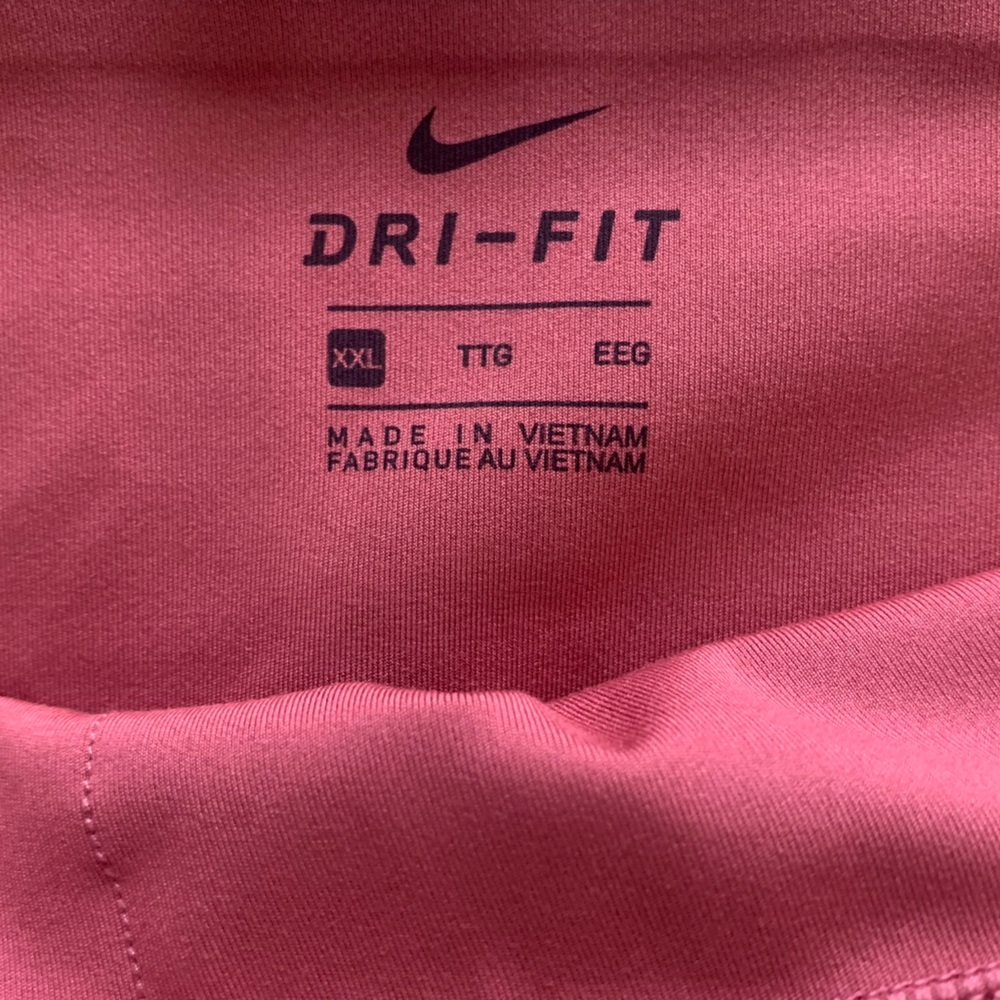 DRI-FIT
XXL TTG EEG
MADE IN VIETNAM
FABRIQUE AU VIETNAM